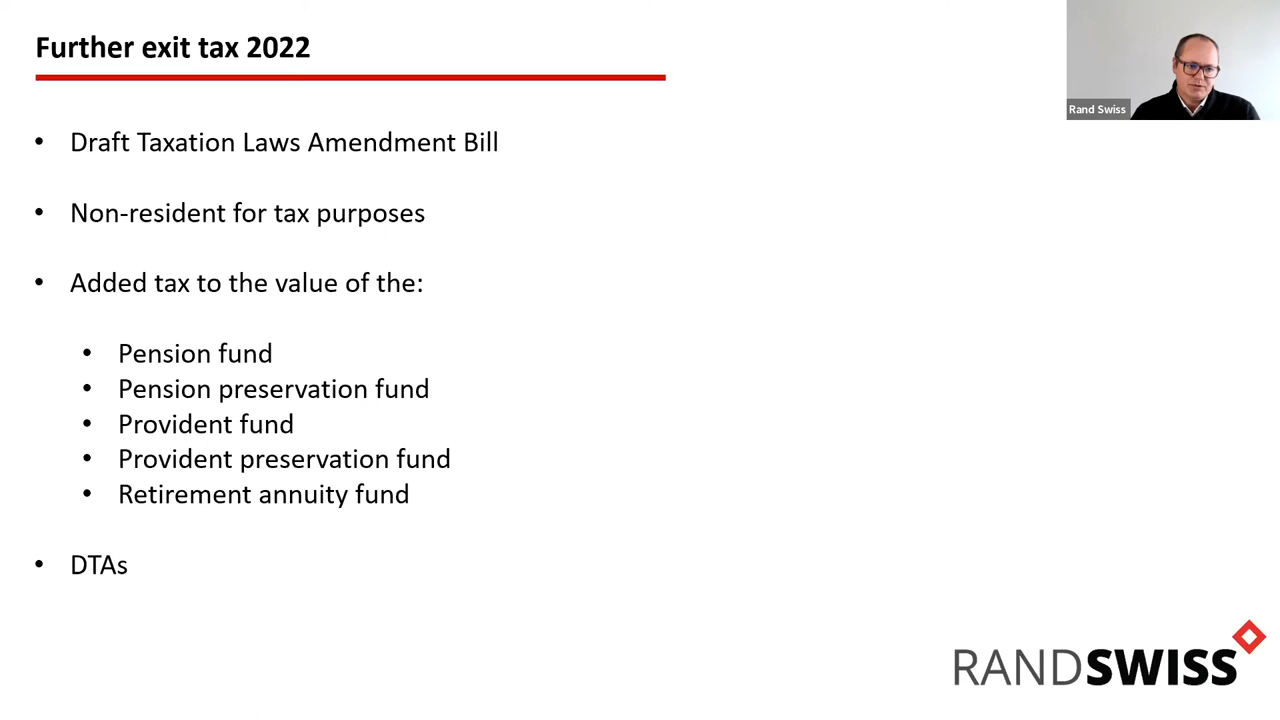 Further exit tax 2022
Rand Swiss
• Draft Taxation Laws Amendment Bill
• Non-resident for tax purposes
• Added tax to the value of the:
• Pension fund
• Pension preservation fund
• Provident fund
• Provident preservation fund
• Retirement annuity fund
• DTAs
RANDSWISS